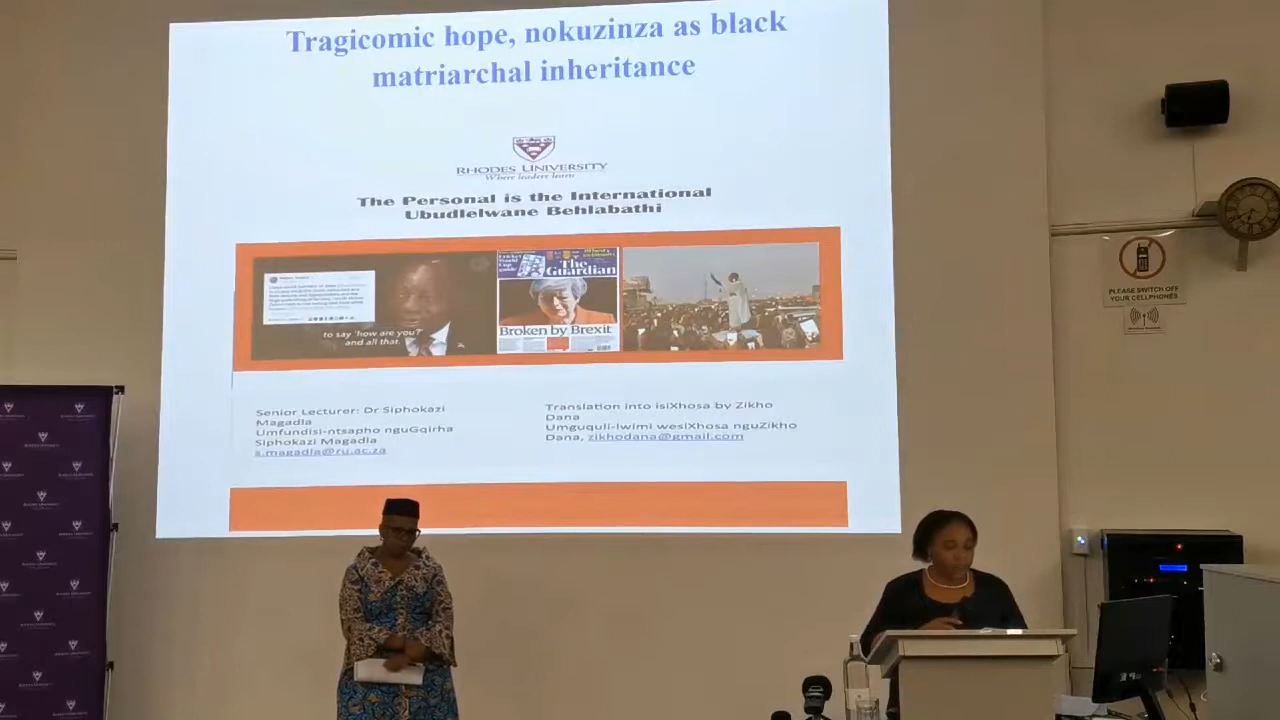 Tragicomic hope, nokuzinza as black
matriarchal inheritance
RHODES UNIVERSITY
Where leaders learn
The Personal is the International
Ubudlelwane Behlabathi
to say 'how are you?'
and all that.
The
Guardian
Broken by Brexit
Senior Lecturer: Dr Siphokazi
Magadla
Umfundisi-ntsapho nguGqirha
Siphokazi Magadla
s.magadla@ru.ac.za
Translation into isiXhosa by Zikho
Dana
Umguquli-lwimi wesiXhosa nguZikho
Dana, zikhodana@gmail.com
PLEASE SWITCH OFF
YOUR CELLPHONES